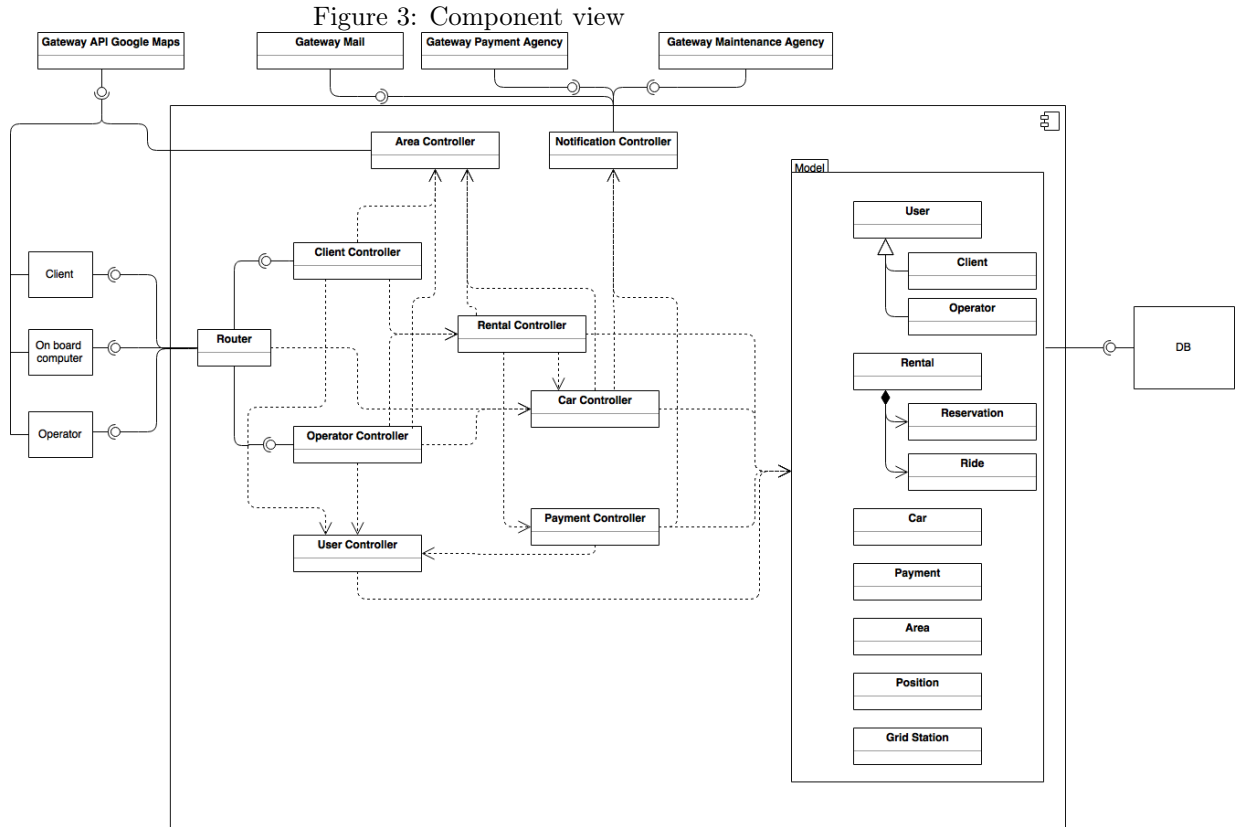 Figure 3: Component view
Gateway API Google Maps
Gateway Mail
Gateway Payment Agency
Gateway Maintenance Agency
Area Controller
Notification Controller
Model
User
Client Controller
Client
Client
Operator
Rental Controller
Router
On board
computer
DB
Rental
Car Controller
Reservation
Operator
Operator Controller
Ride
Payment Controller
Car
User Controller
Payment
Area
Position
Grid Station